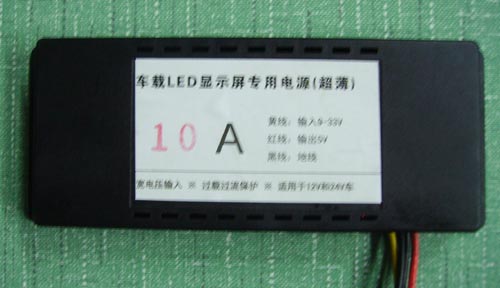 车载LED显示屏专用电源(超薄)
10 A
黄线: 输入9-33V
红线: 输出5V
黑线: 地线
宽电压输入 ※ 过载过流保护 ※ 适用于12V和24V车